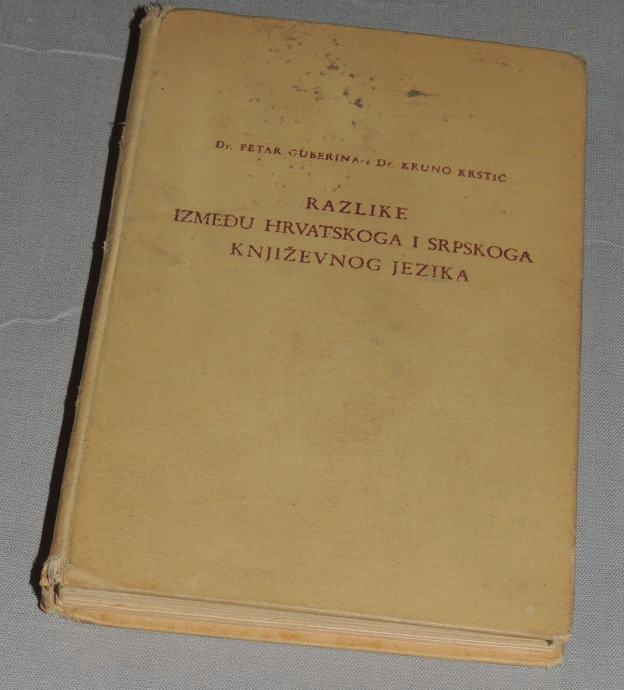 Dr. PETAR GUBERINA i Dr. KRUNO KRSTIĆ
RAZLIKE
IZMEĐU HRVATSKOGA I SRPSKOGA
KNJIŽEVNOG JEZIKA